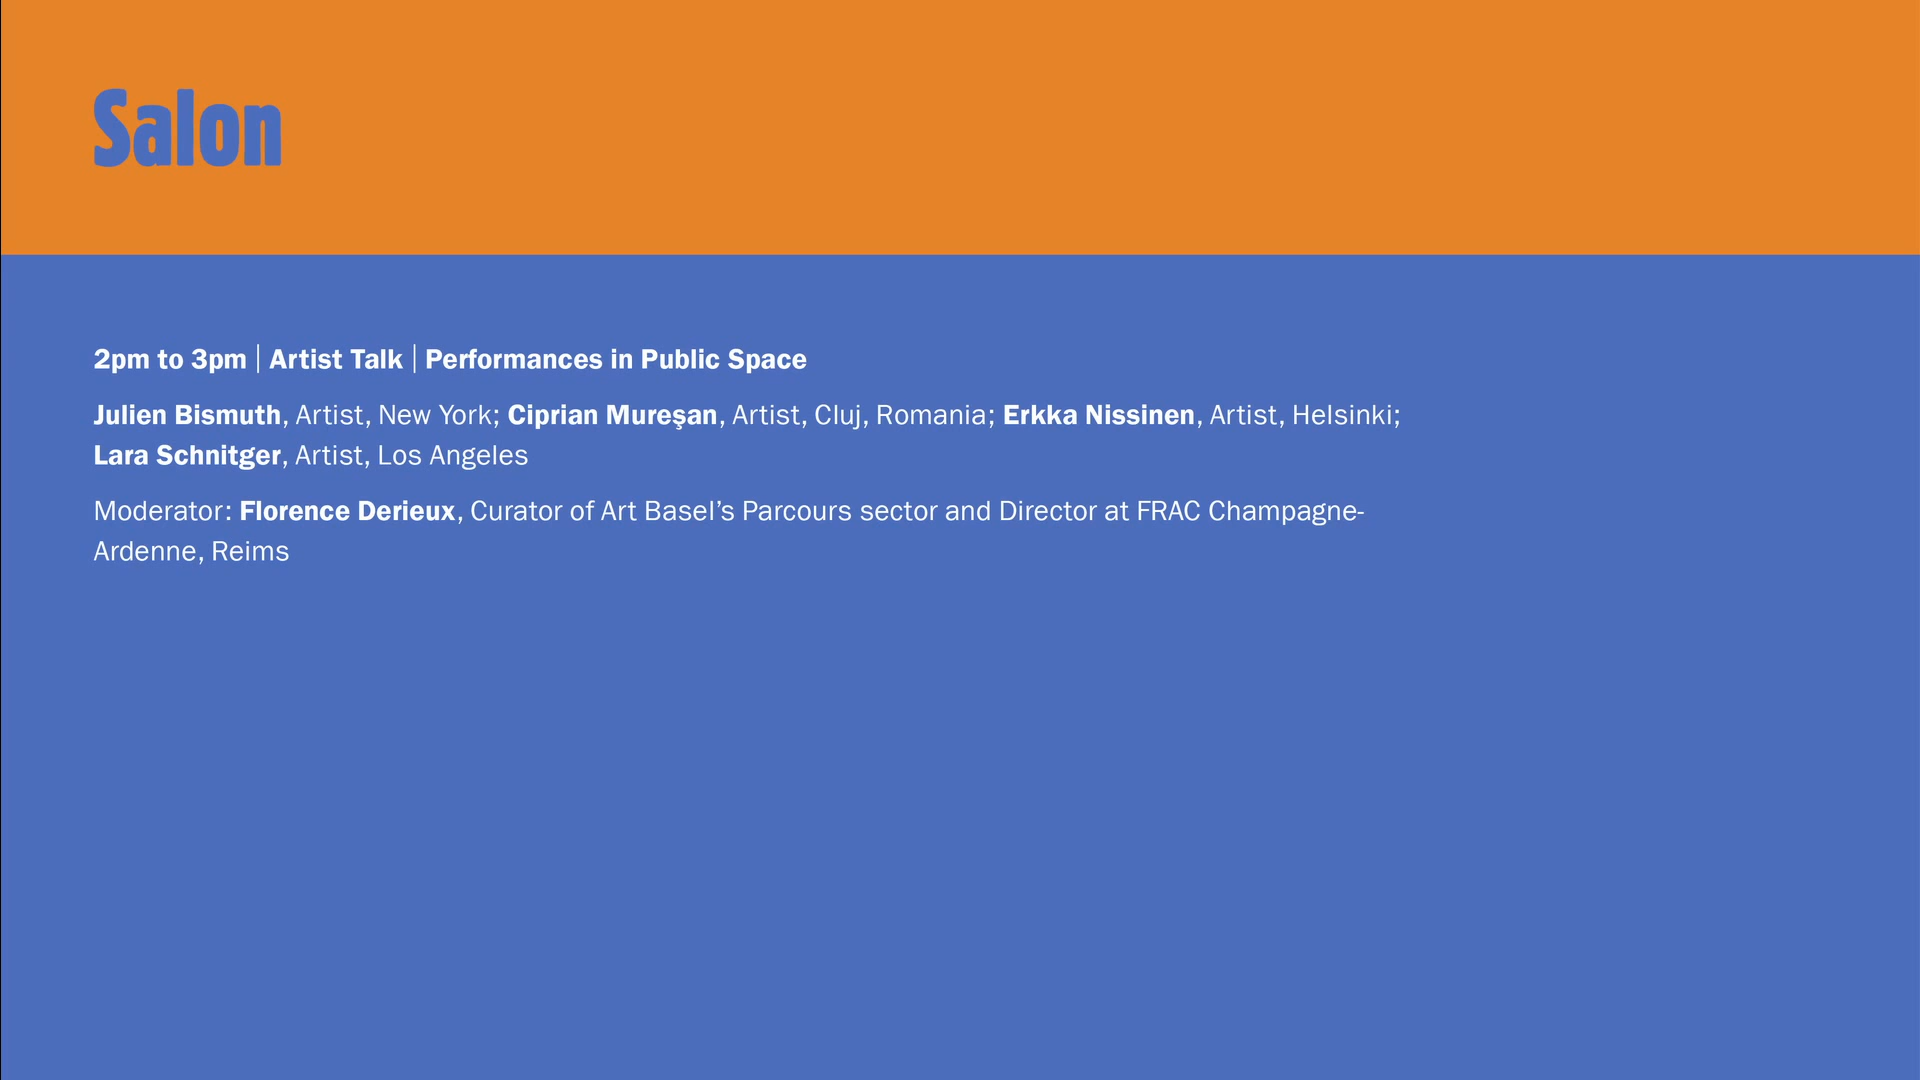 Salon
2pm to 3pm | Artist Talk | Performances in Public Space
Julien Bismuth, Artist, New York; Ciprian Mureşan, Artist, Cluj, Romania; Erkka Nissinen, Artist, Helsinki;
Lara Schnitger, Artist, Los Angeles
Moderator: Florence Derieux, Curator of Art Basel’s Parcours sector and Director at FRAC Champagne-
Ardenne, Reims